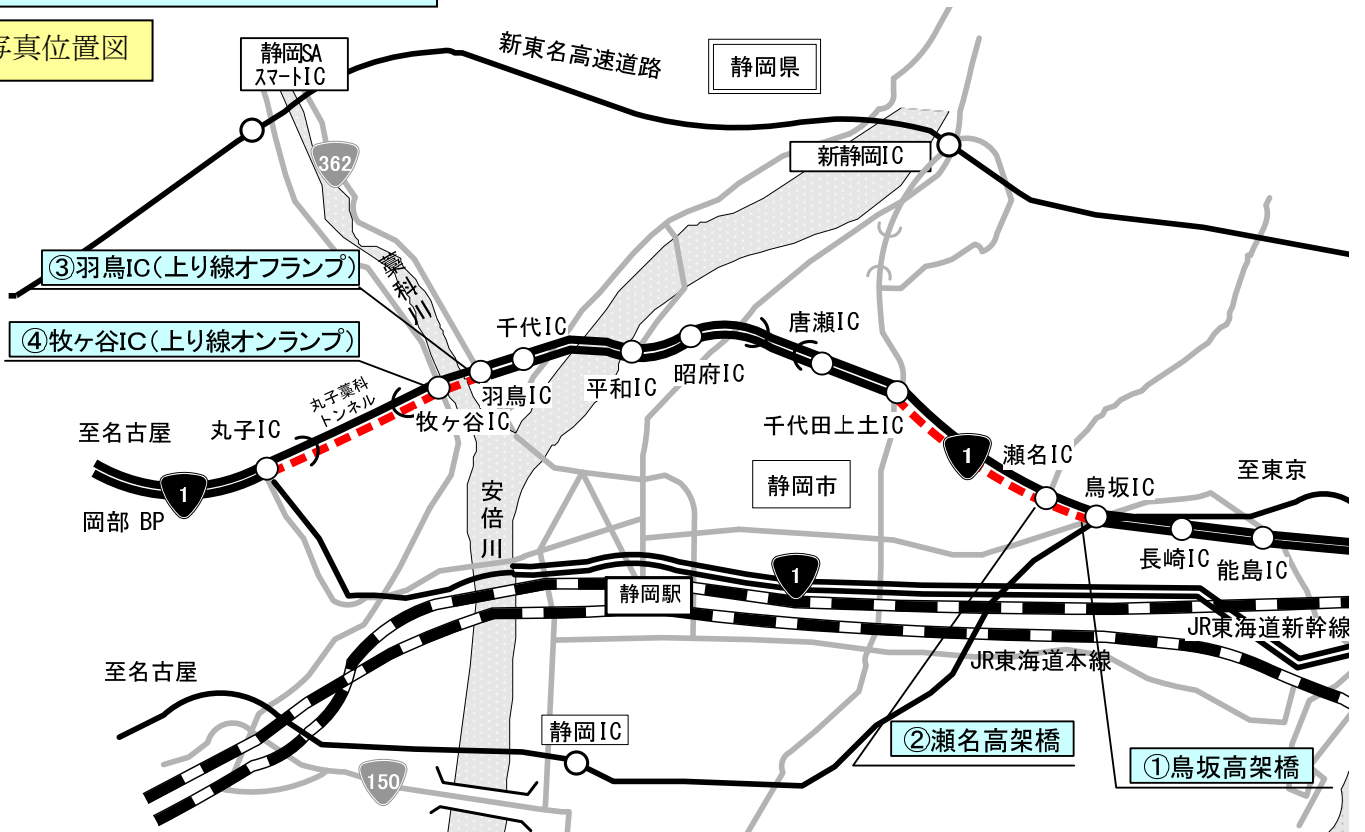 写真位置図
静岡SA
スマートIC
新東名高速道路
静岡県
362
新静岡IC
③羽鳥IC(上り線オフランプ)
藁科川
④牧ヶ谷IC(上り線オンランプ)
千代IC
唐瀬IC
平和IC
昭府IC
羽鳥IC
丸子藁科
トンネル
牧ヶ谷IC
千代田上土IC
至名古屋
丸子IC
1
瀬名IC
静岡市
鳥坂IC
至東京
1
岡部 BP
安倍川
長崎IC
能島IC
1
静岡駅
JR東海道新幹線
JR東海道本線
至名古屋
静岡IC
②瀬名高架橋
①鳥坂高架橋
150